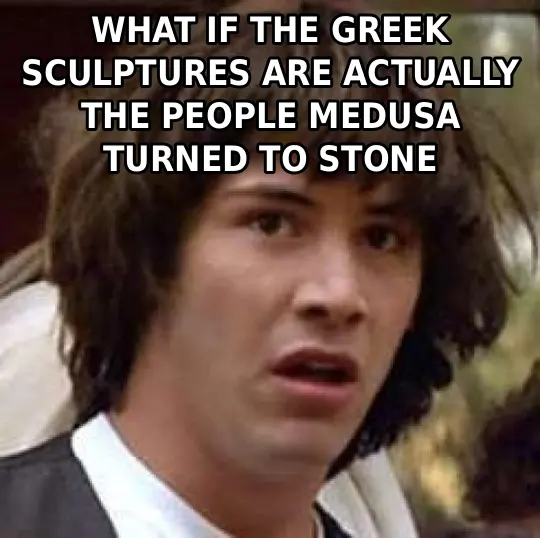 WHAT IF THE GREEK
SCULPTURES ARE ACTUALLY
THE PEOPLE MEDUSA
TURNED TO STONE